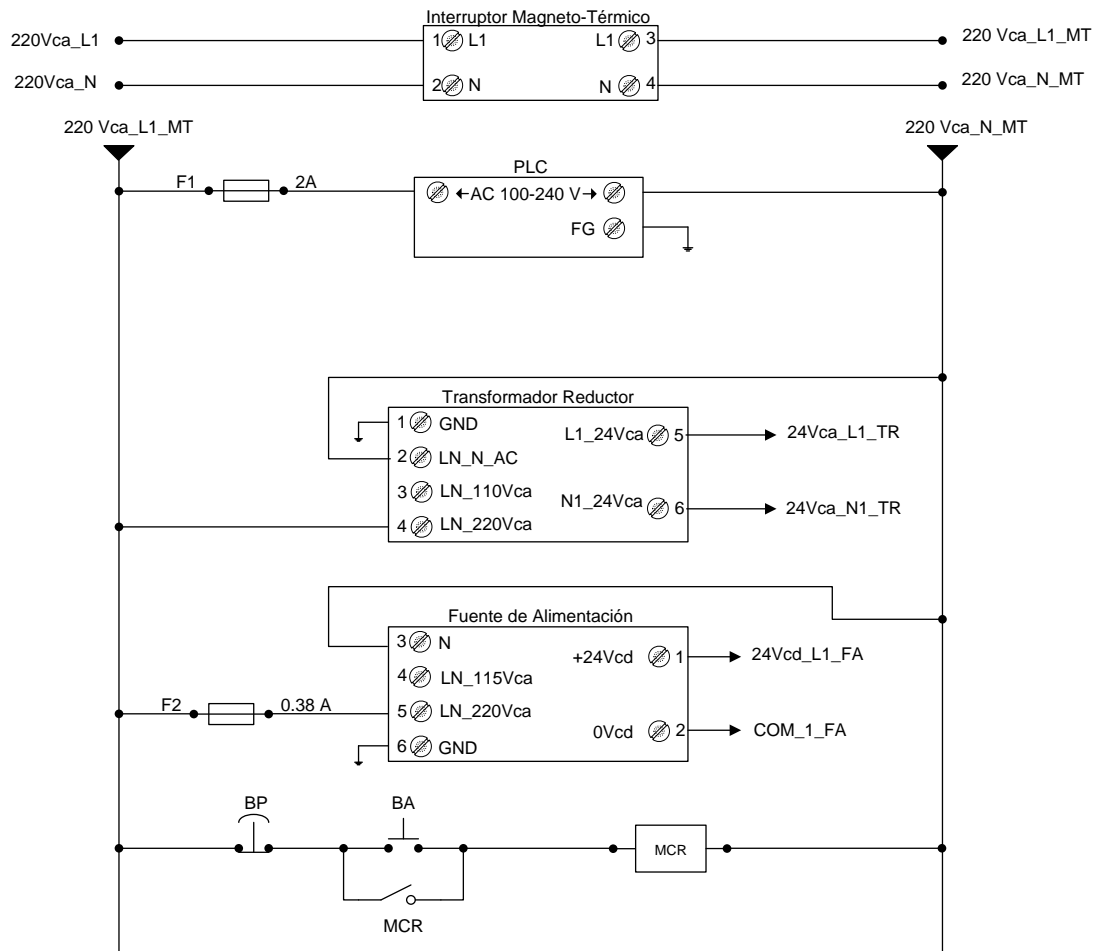 Interruptor Magneto-Térmico
220Vca_L1 1 L1 L1 3 220 Vca_L1_MT
220Vca_N 2 N N 4 220 Vca_N_MT
220 Vca_L1_MT 220 Vca_N_MT
PLC
F1 2A ←AC 100-240 V→
FG
Transformador Reductor
1 GND
L1_24Vca 5 24Vca_L1_TR
2 LN_N_AC
3 LN_110Vca
N1_24Vca 6 24Vca_N1_TR
4 LN_220Vca
Fuente de Alimentación
3 N
+24Vcd 1 24Vcd_L1_FA
4 LN_115Vca
F2 0.38 A 5 LN_220Vca
0Vcd 2 COM_1_FA
6 GND
BP BA
MCR
MCR